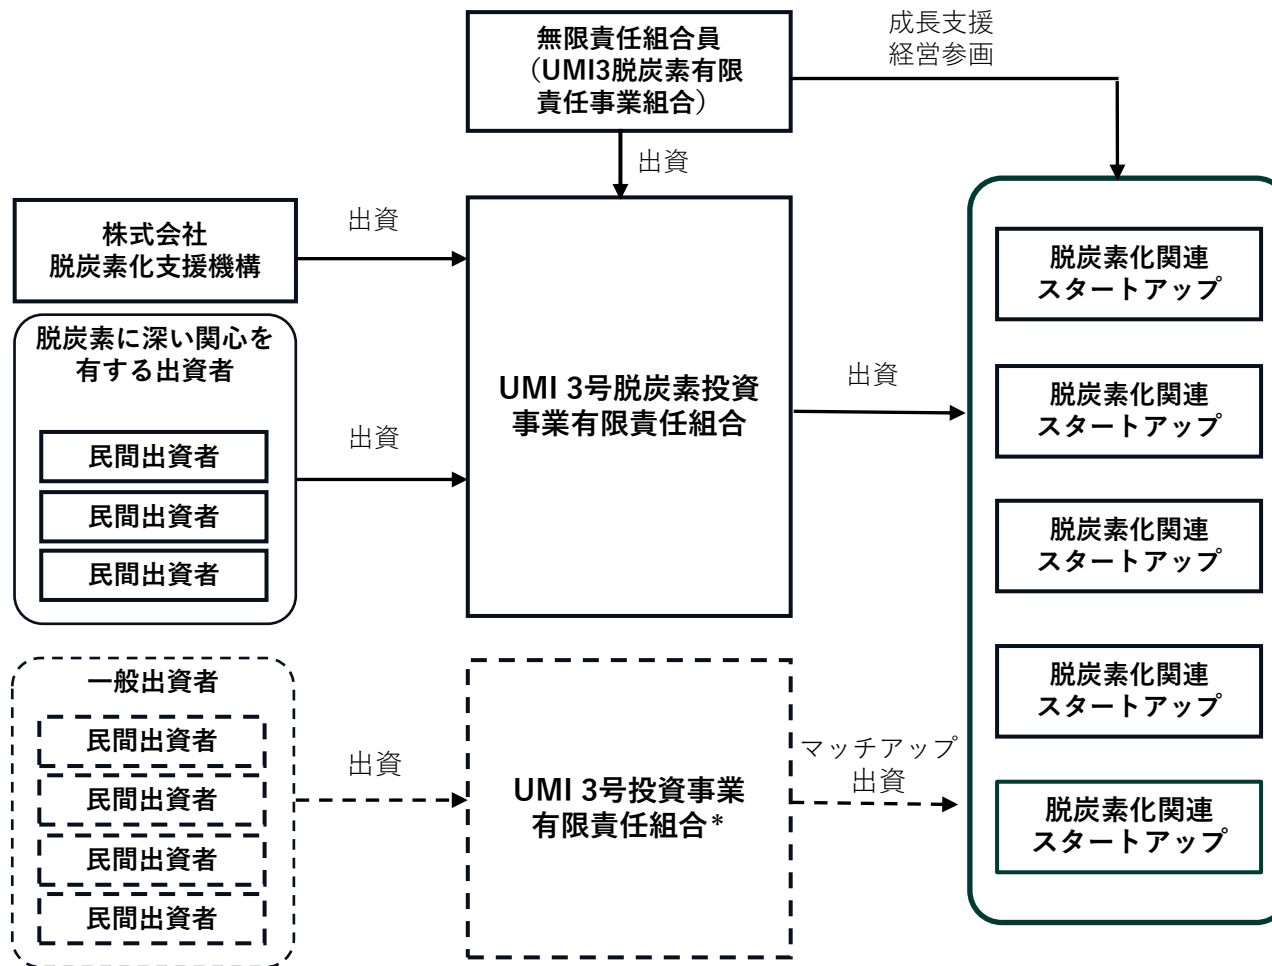 無限責任組合員
（UMI3脱炭素有限
責任事業組合）
成長支援
経営参画
出資
株式会社
脱炭素化支援機構
出資
脱炭素に深い関心を
有する出資者
民間出資者
民間出資者
民間出資者
出資
UMI 3号脱炭素投資
事業有限責任組合
出資
脱炭素化関連
スタートアップ
脱炭素化関連
スタートアップ
脱炭素化関連
スタートアップ
脱炭素化関連
スタートアップ
脱炭素化関連
スタートアップ
一般出資者
民間出資者
民間出資者
民間出資者
民間出資者
出資
UMI 3号投資事業
有限責任組合*
マッチアップ
出資